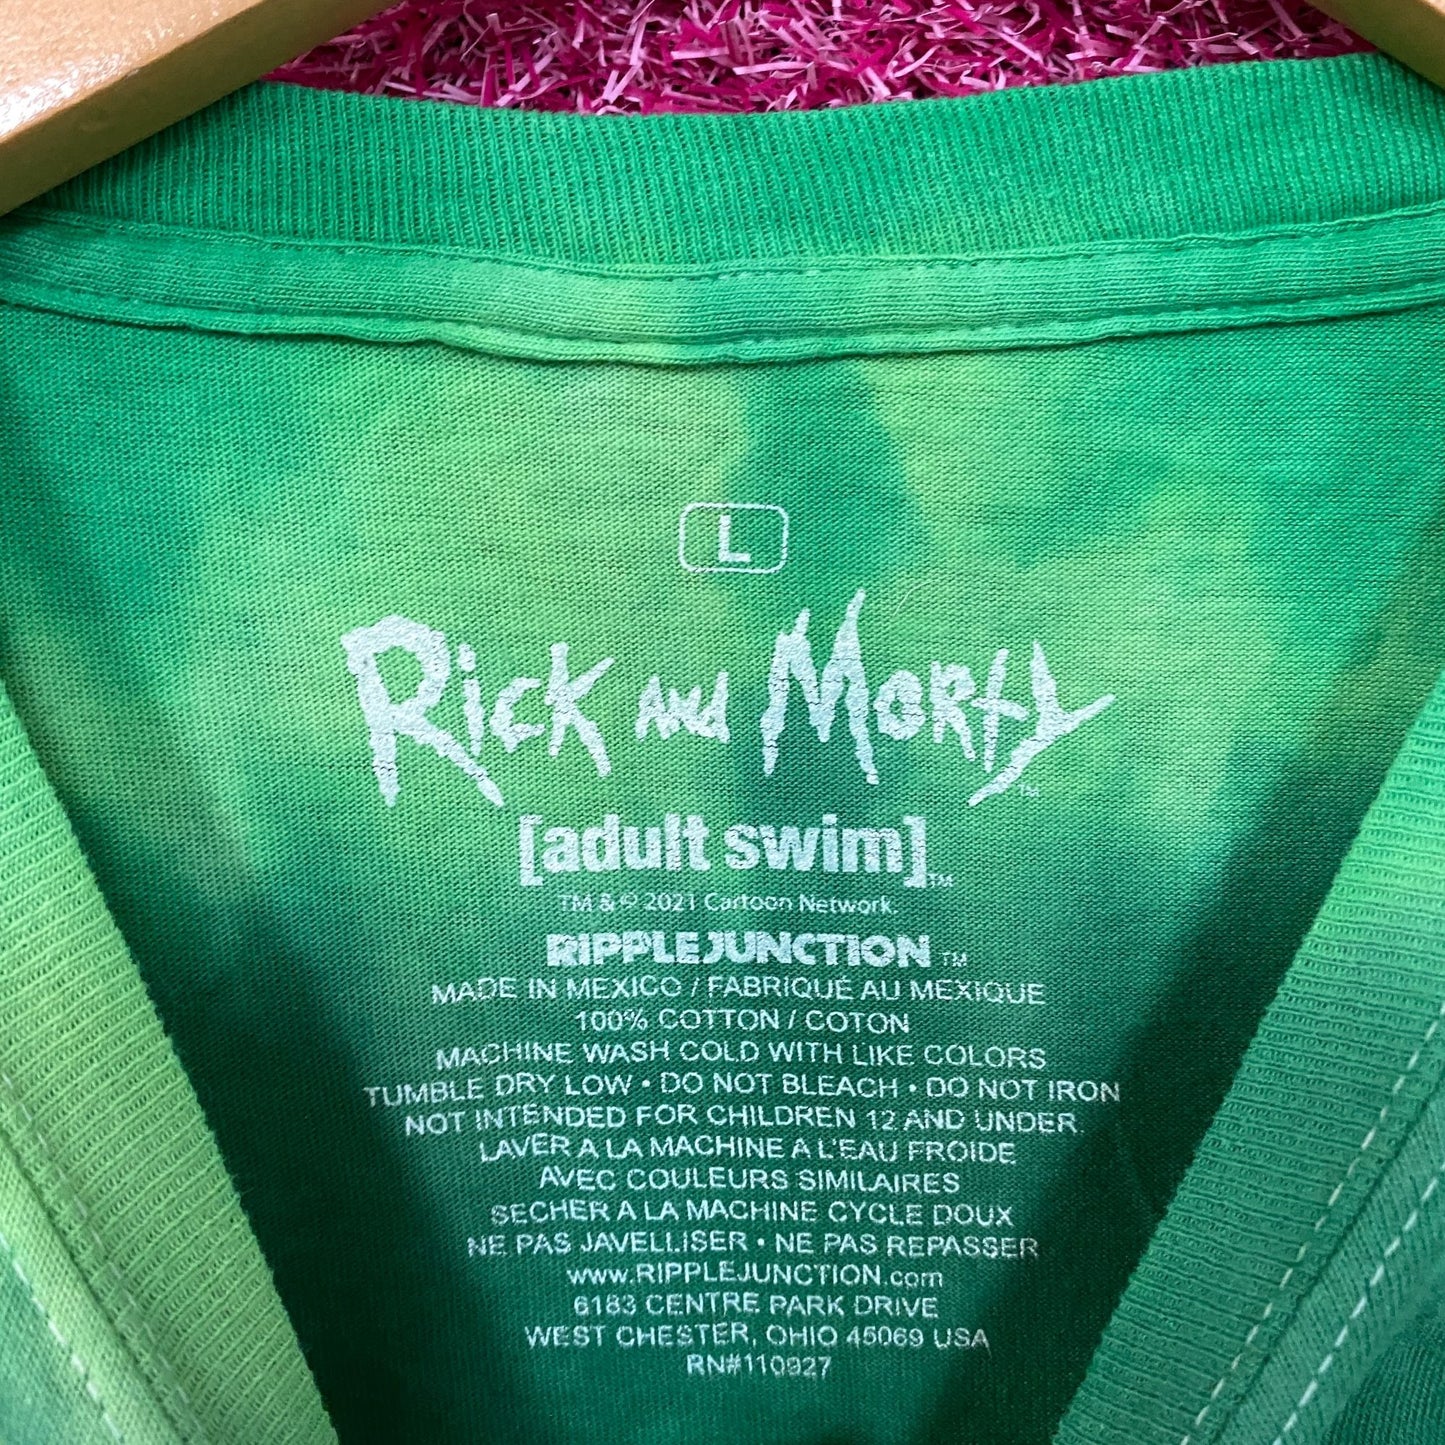 L
Rick and Morty™
[adult swim]™
TM & © 2021 Cartoon Network.
RIPPLE JUNCTION™
MADE IN MEXICO / FABRIQUÉ AU MEXIQUE
100% COTTON / COTON
MACHINE WASH COLD WITH LIKE COLORS
TUMBLE DRY LOW • DO NOT BLEACH • DO NOT IRON
NOT INTENDED FOR CHILDREN 12 AND UNDER.
LAVER A LA MACHINE A L'EAU FROIDE
AVEC COULEURS SIMILAIRES
SECHER A LA MACHINE CYCLE DOUX
NE PAS JAVELLISER • NE PAS REPASSER
www.RIPPLEJUNCTION.com
6183 CENTRE PARK DRIVE
WEST CHESTER, OHIO 45069 USA
RN#110927